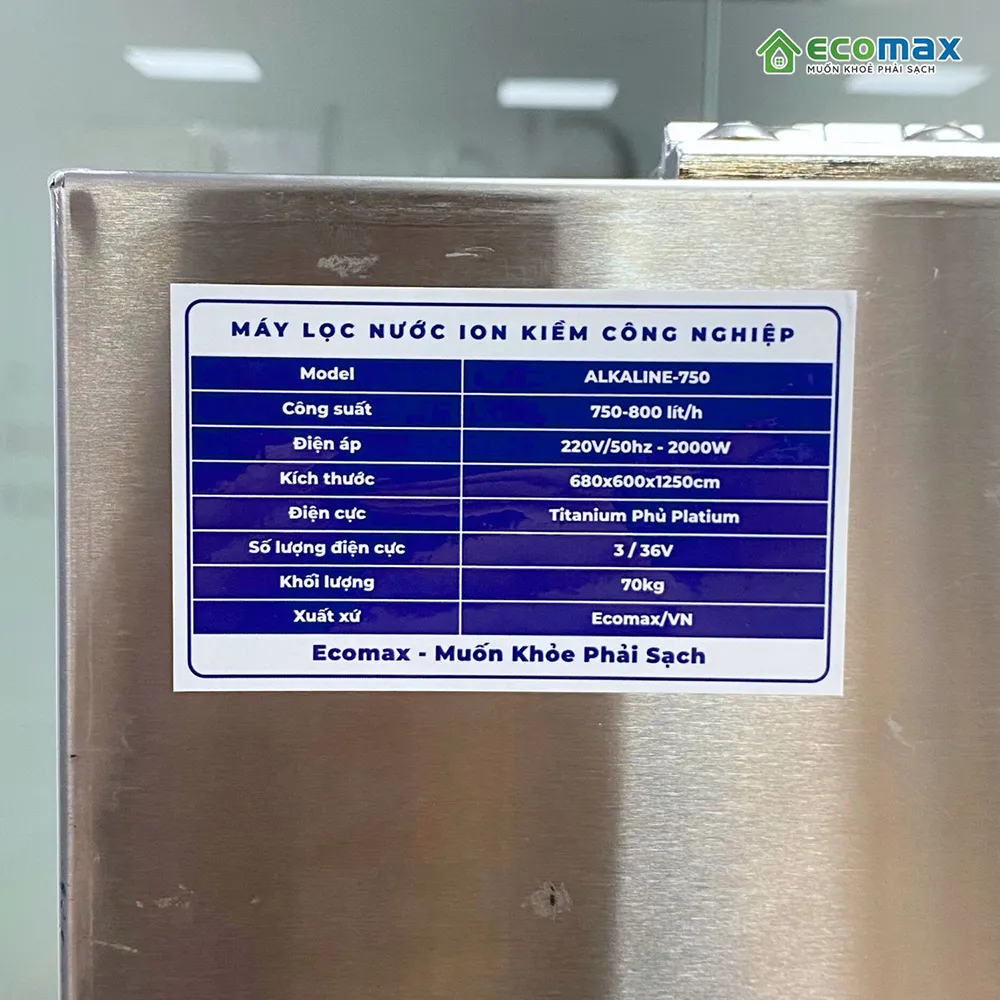 ecomax
MUỐN KHOẺ PHẢI SẠCH
MÁY LỌC NƯỚC ION KIỀM CÔNG NGHIỆP
Model ALKALINE-750
Công suất 750-800 lít/h
Điện áp 220V/50hz - 2000W
Kích thước 680x600x1250cm
Điện cực Titanium Phủ Platium
Số lượng điện cực 3 / 36V
Khối lượng 70kg
Xuất xứ Ecomax/VN
Ecomax - Muốn Khỏe Phải Sạch